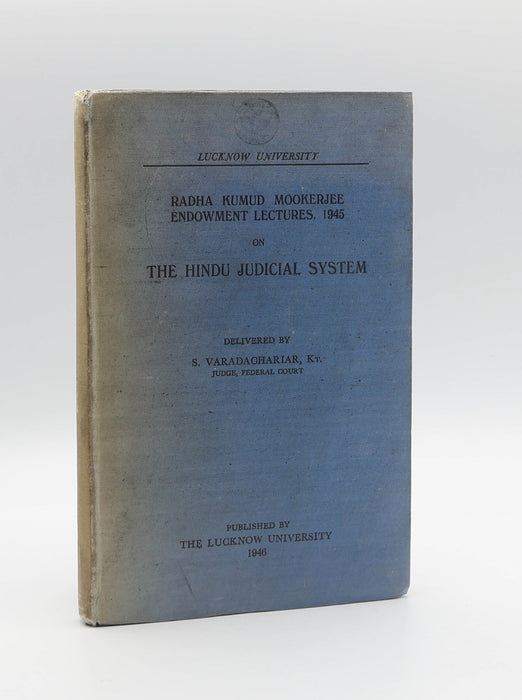 LUCKNOW UNIVERSITY
RADHA KUMUD MOOKERJEE
ENDOWMENT LECTURES, 1945
ON
THE HINDU JUDICIAL SYSTEM
DELIVERED BY
S. VARADACHARIAR, KT.
JUDGE, FEDERAL COURT
PUBLISHED BY
THE LUCKNOW UNIVERSITY
1946